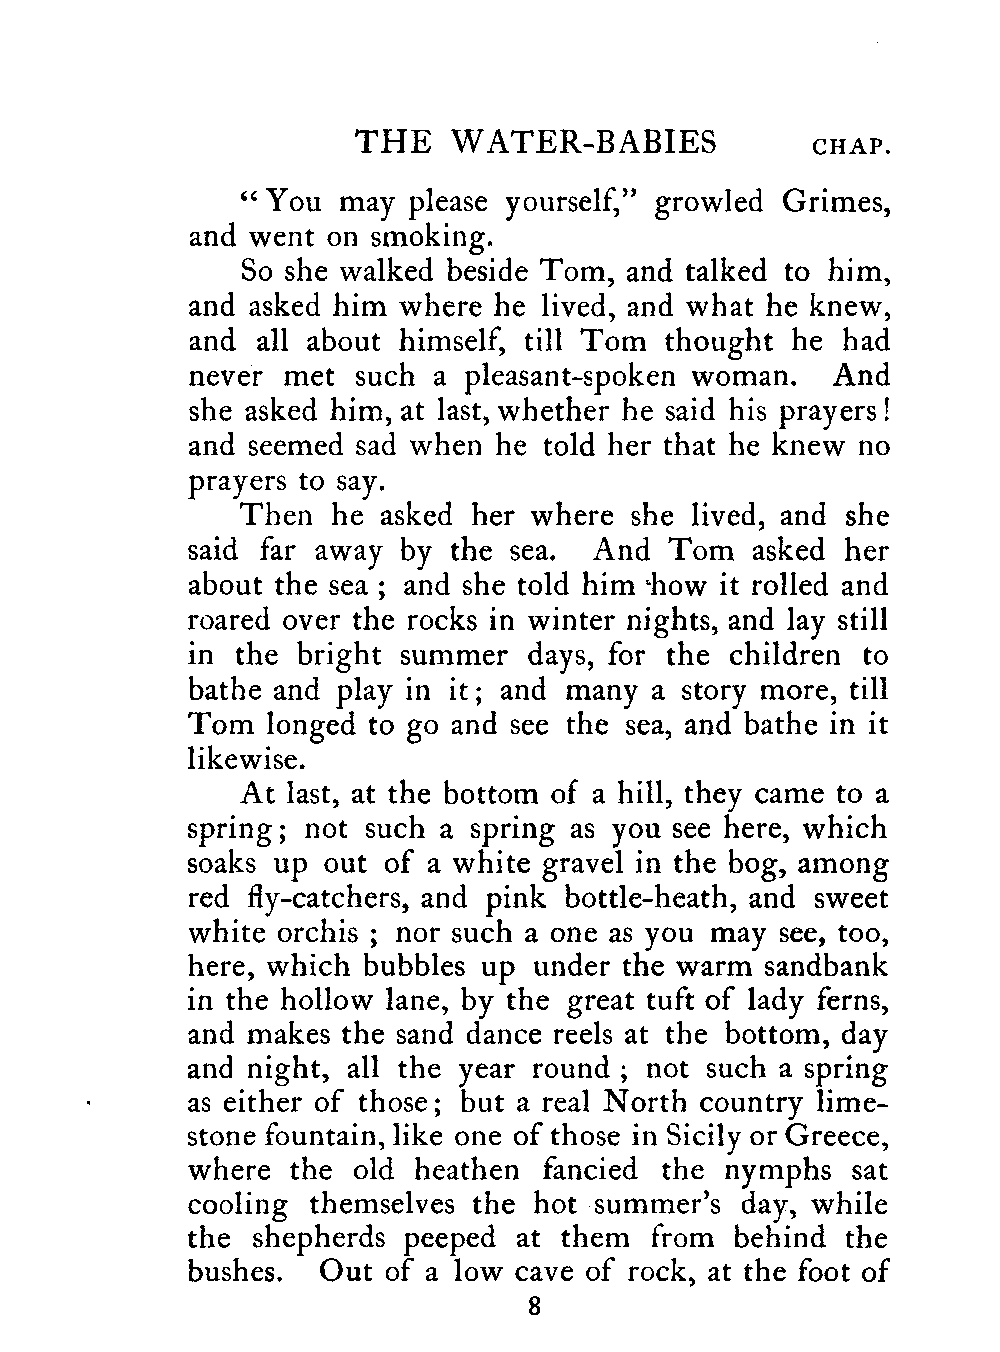 THE WATER-BABIES CHAP.
“ You may please yourself,” growled Grimes,
and went on smoking.
So she walked beside Tom, and talked to him,
and asked him where he lived, and what he knew,
and all about himself, till Tom thought he had
never met such a pleasant-spoken woman. And
she asked him, at last, whether he said his prayers!
and seemed sad when he told her that he knew no
prayers to say.
Then he asked her where she lived, and she
said far away by the sea. And Tom asked her
about the sea ; and she told him how it rolled and
roared over the rocks in winter nights, and lay still
in the bright summer days, for the children to
bathe and play in it; and many a story more, till
Tom longed to go and see the sea, and bathe in it
likewise.
At last, at the bottom of a hill, they came to a
spring; not such a spring as you see here, which
soaks up out of a white gravel in the bog, among
red fly-catchers, and pink bottle-heath, and sweet
white orchis ; nor such a one as you may see, too,
here, which bubbles up under the warm sandbank
in the hollow lane, by the great tuft of lady ferns,
and makes the sand dance reels at the bottom, day
and night, all the year round ; not such a spring
as either of those; but a real North country lime-
stone fountain, like one of those in Sicily or Greece,
where the old heathen fancied the nymphs sat
cooling themselves the hot summer’s day, while
the shepherds peeped at them from behind the
bushes. Out of a low cave of rock, at the foot of
8